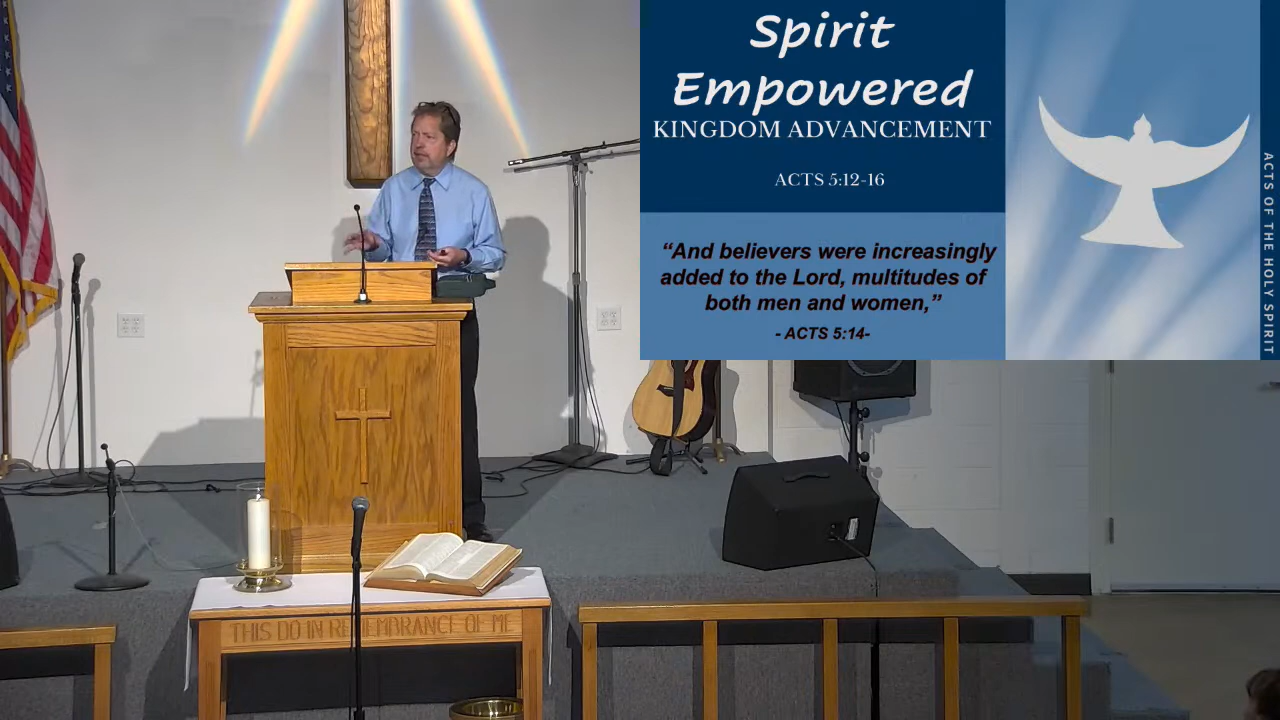 Spirit
Empowered
KINGDOM ADVANCEMENT
ACTS 5:12-16
“And believers were increasingly
added to the Lord, multitudes of
both men and women,”
- ACTS 5:14-
ACTS OF THE HOLY SPIRIT
THIS DO IN REMEMBRANCE OF ME